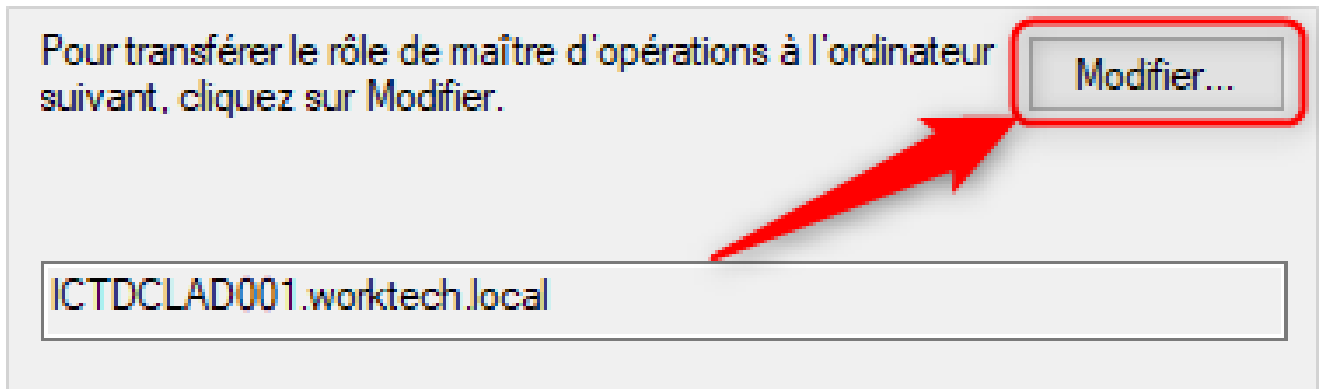 Pour transférer le rôle de maître d'opérations à l'ordinateur
suivant, cliquez sur Modifier.
Modifier...
ICTDCLAD001.worktech.local